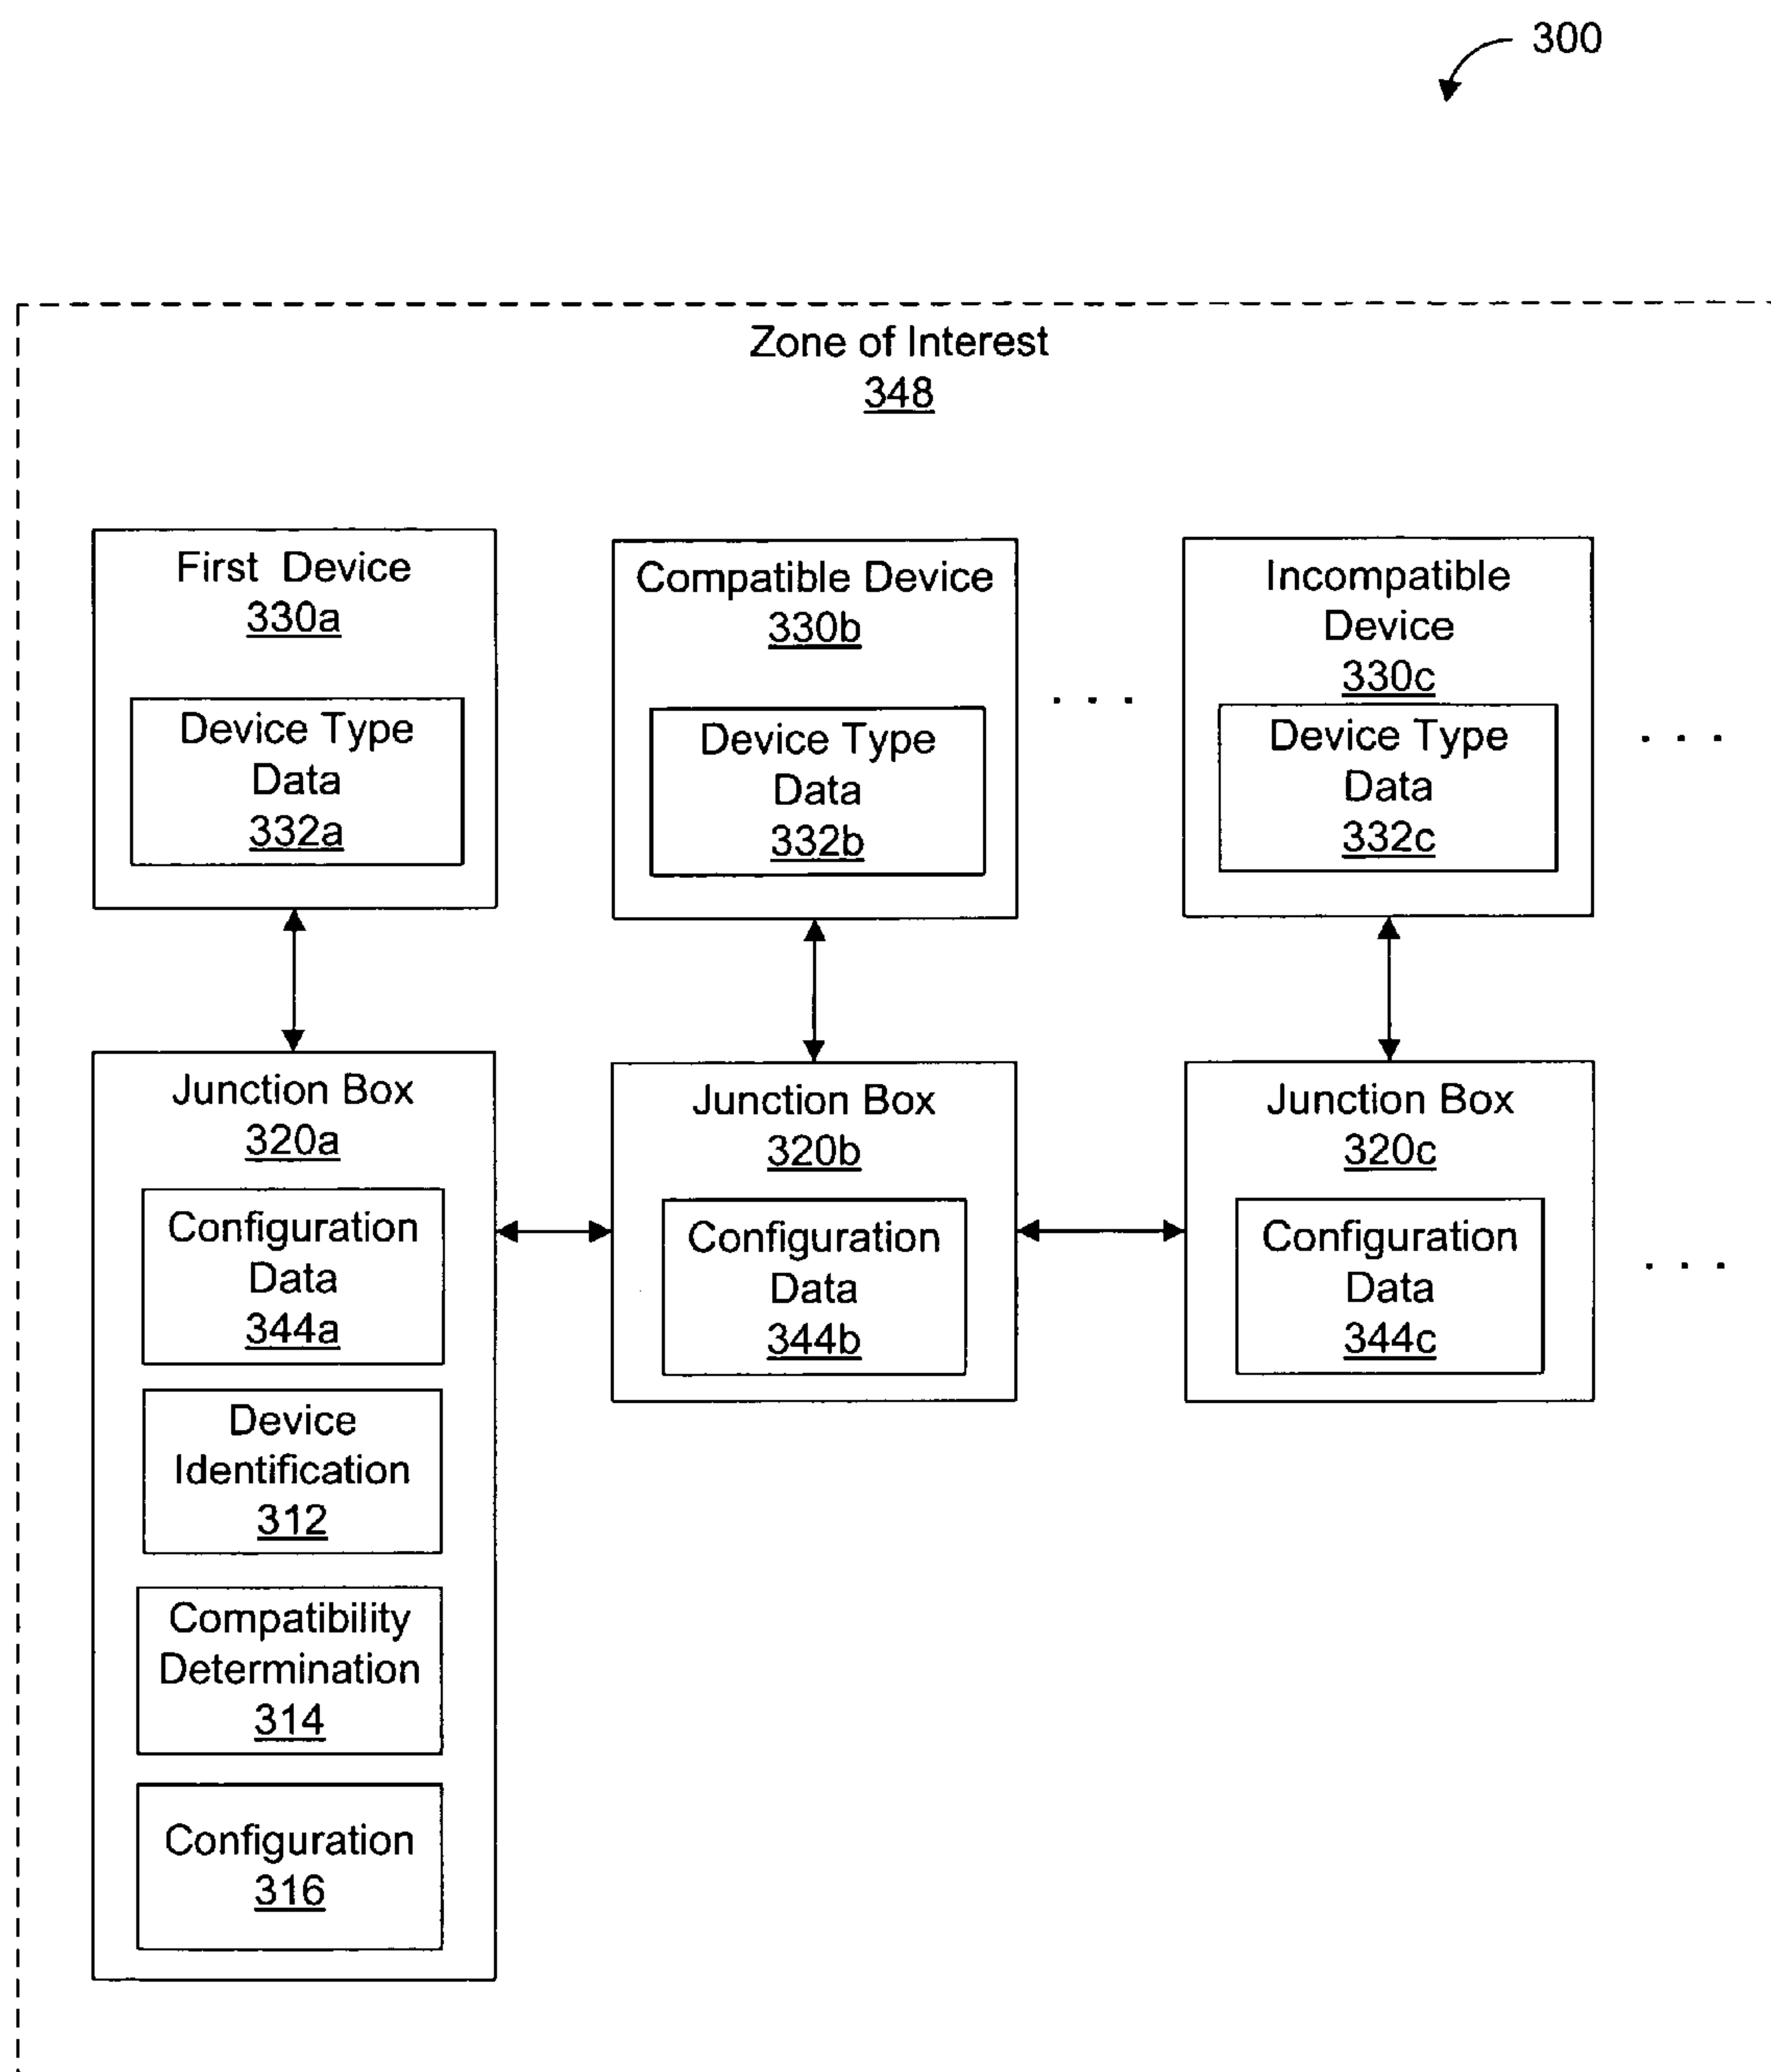 300
Zone of Interest
348
First Device
330a
Device Type
Data
332a
Compatible Device
330b
Device Type
Data
332b
. . .
Incompatible
Device
330c
Device Type
Data
332c
. . .
Junction Box
320a
Configuration
Data
344a
Device
Identification
312
Compatibility
Determination
314
Configuration
316
Junction Box
320b
Configuration
Data
344b
Junction Box
320c
Configuration
Data
344c
. . .